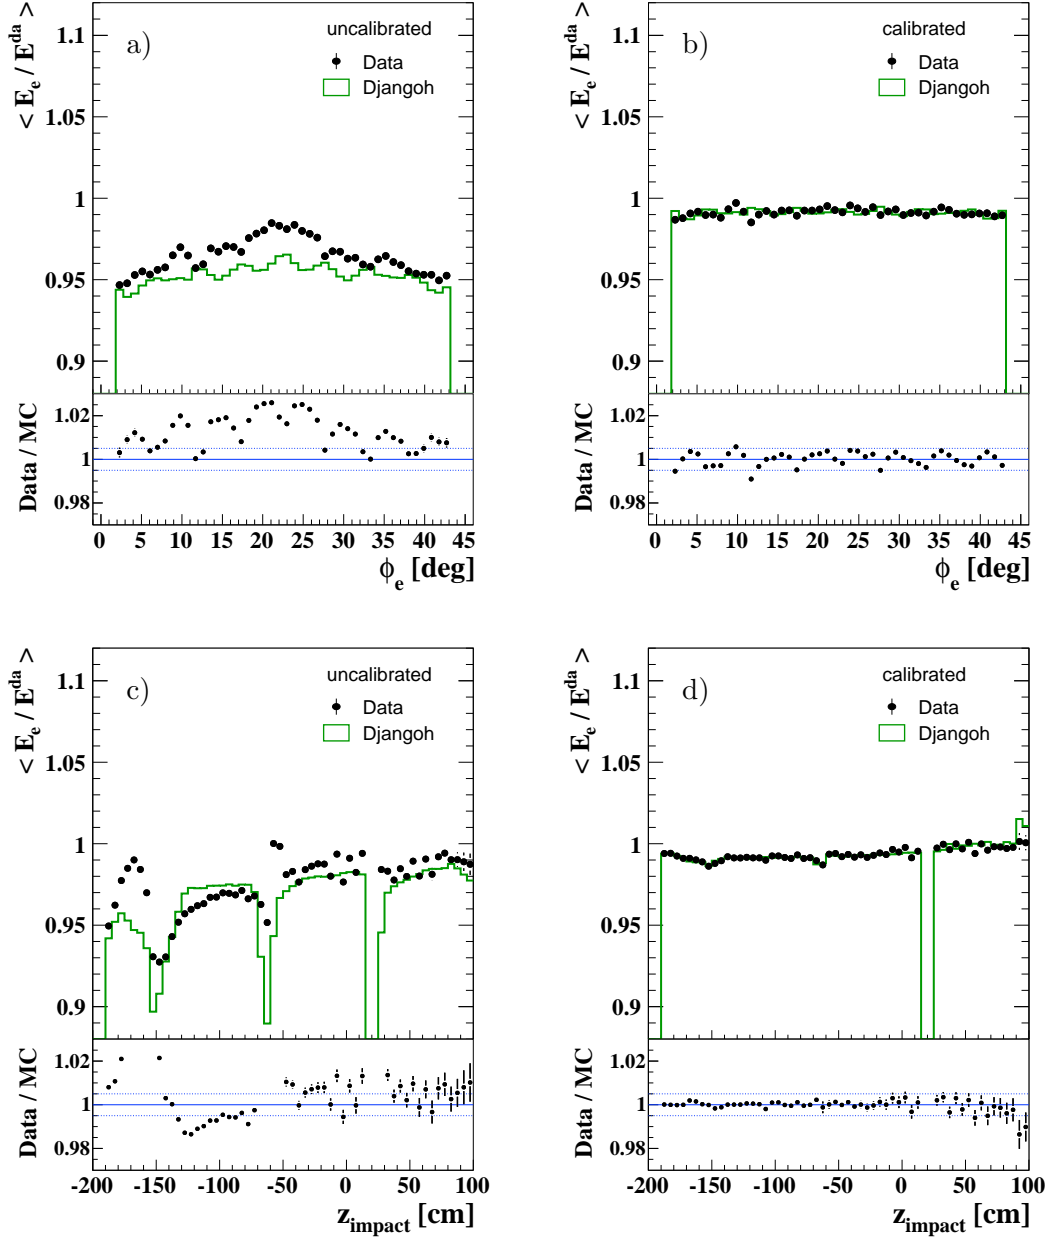 a)
uncalibrated
Data
Djangoh
< E_e / E^da >
1.1
1.05
1
0.95
0.9
Data / MC
1.02
1
0.98
0 5 10 15 20 25 30 35 40 45
ϕ_e [deg]
b)
calibrated
Data
Djangoh
< E_e / E^da >
1.1
1.05
1
0.95
0.9
Data / MC
1.02
1
0.98
0 5 10 15 20 25 30 35 40 45
ϕ_e [deg]
c)
uncalibrated
Data
Djangoh
< E_e / E^da >
1.1
1.05
1
0.95
0.9
Data / MC
1.02
1
0.98
-200 -150 -100 -50 0 50 100
z_impact [cm]
d)
calibrated
Data
Djangoh
< E_e / E^da >
1.1
1.05
1
0.95
0.9
Data / MC
1.02
1
0.98
-200 -150 -100 -50 0 50 100
z_impact [cm]